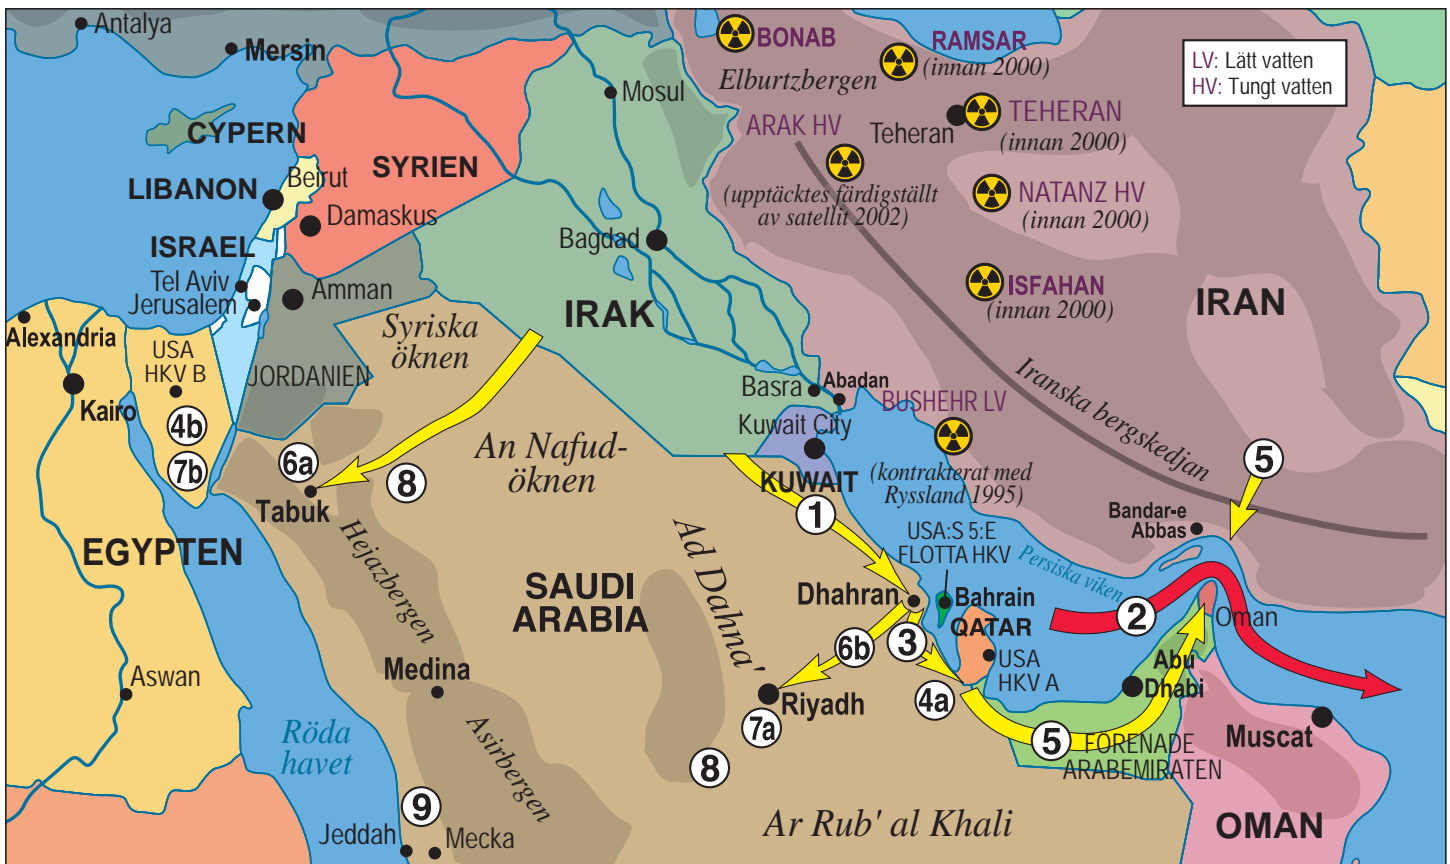 Antalya
Mersin
CYPERN
LIBANON
Beirut
SYRIEN
Damaskus
ISRAEL
Tel Aviv
Jerusalem
Amman
JORDANIEN
Alexandria
Kairo
USA
HKV B
4b
7b
EGYPTEN
Aswan
Röda
havet
Mosul
Bagdad
IRAK
Syriska
öknen
Basra
Abadan
Kuwait City
KUWAIT
BONAB
Elburtzbergen
RAMSAR
(innan 2000)
LV: Lätt vatten
HV: Tungt vatten
ARAK HV
(upptäcktes färdigställt
av satellit 2002)
Teheran
TEHERAN
(innan 2000)
NATANZ HV
(innan 2000)
ISFAHAN
(innan 2000)
IRAN
Iranska bergskedjan
BUSHEHR LV
(kontrakterat med
Ryssland 1995)
Bandar-e
Abbas
5
USA:S 5:E
FLOTTA HKV
Persiska viken
An Nafud-
öknen
6a
8
Tabuk
Hejazbergen
SAUDI
ARABIA
Ad Dahna'
1
Dhahran
Bahrain
QATAR
USA
HKV A
2
Oman
3
6b
4a
Riyadh
7a
8
Medina
Asirbergen
9
Jeddah
Mecka
Abu
Dhabi
5
FÖRENADE
ARABEMIRATEN
Muscat
OMAN
Ar Rub' al Khali